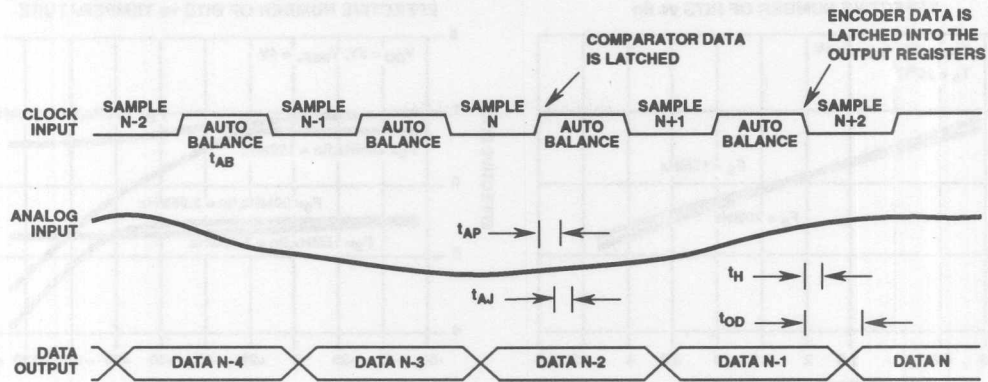 COMPARATOR DATA
IS LATCHED
ENCODER DATA IS
LATCHED INTO THE
OUTPUT REGISTERS
CLOCK
INPUT
SAMPLE
N-2
AUTO
BALANCE
tAB
SAMPLE
N-1
AUTO
BALANCE
SAMPLE
N
AUTO
BALANCE
SAMPLE
N+1
AUTO
BALANCE
SAMPLE
N+2
ANALOG
INPUT
tAP
tAJ
tH
tOD
DATA
OUTPUT
DATA N-4
DATA N-3
DATA N-2
DATA N-1
DATA N